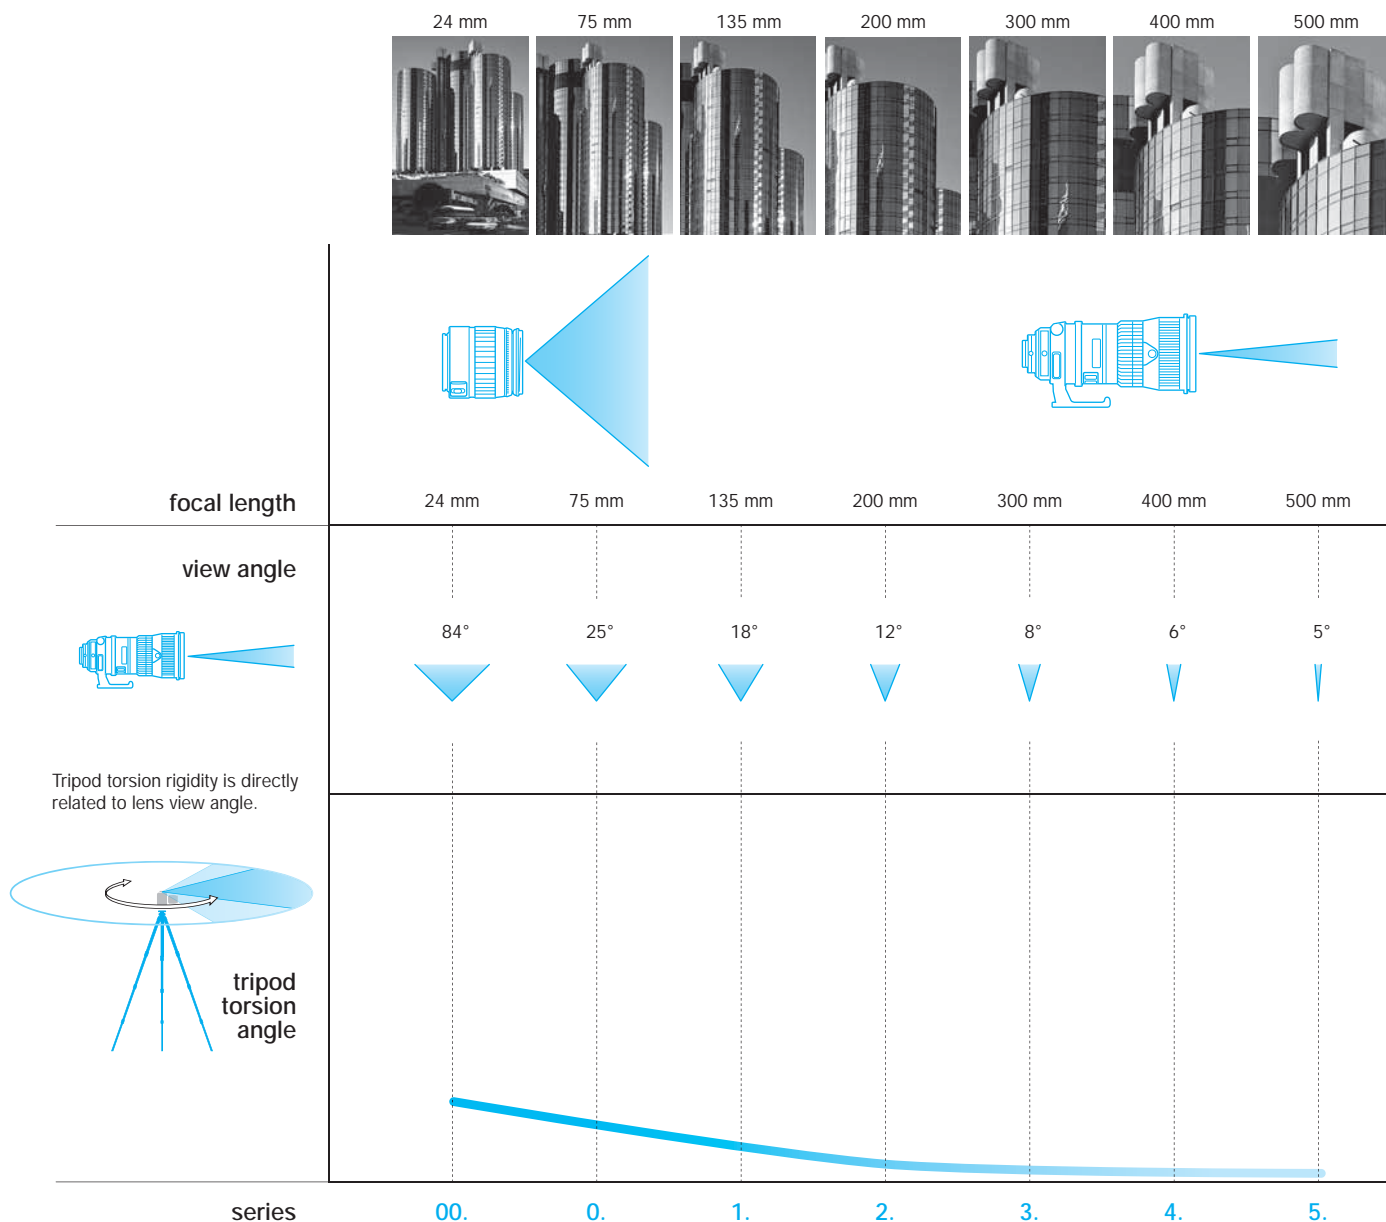 24 mm 75 mm 135 mm 200 mm 300 mm 400 mm 500 mm
focal length 24 mm 75 mm 135 mm 200 mm 300 mm 400 mm 500 mm
view angle
84° 25° 18° 12° 8° 6° 5°
Tripod torsion rigidity is directly
related to lens view angle.
tripod
torsion
angle
series 00. 0. 1. 2. 3. 4. 5.